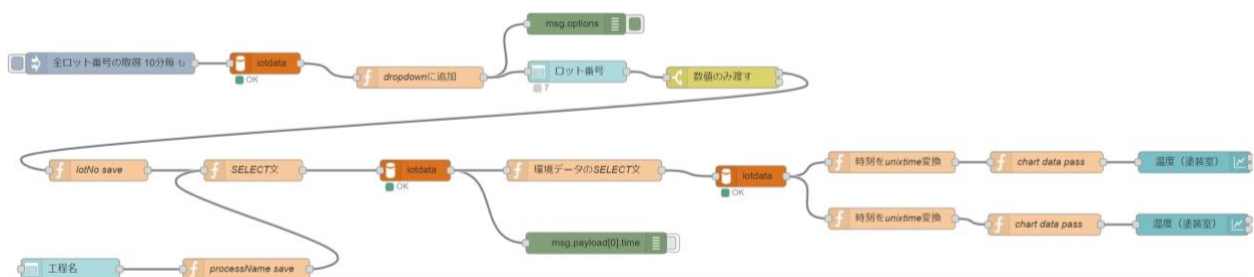 msg.options
全ロット番号の取得 10分毎 ↻
iotdata
OK
dropdownに追加
ロット番号
7
数値のみ渡す
lotNo save
SELECT文
iotdata
OK
環境データのSELECT文
iotdata
OK
時刻をunixtime変換
chart data pass
温度（塗装室）
時刻をunixtime変換
chart data pass
湿度（塗装室）
msg.payload[0].time
工程名
processName save